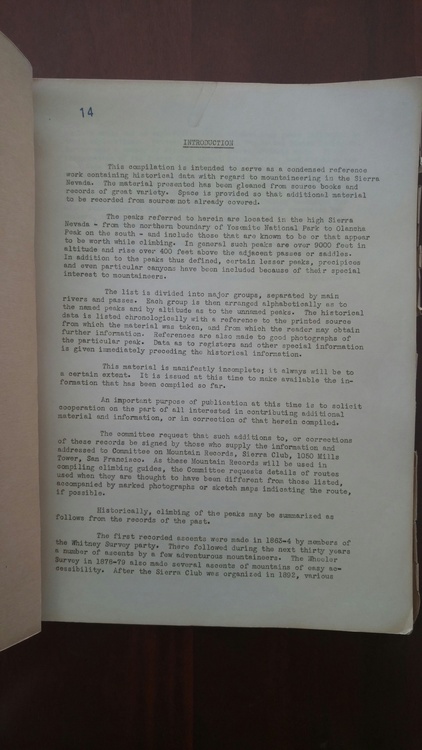 14
INTRODUCTION
This compilation is intended to serve as a condensed reference
work containing historical data with regard to mountaineering in the Sierra
Nevada. The material presented has been gleaned from source books and
records of great variety. Space is provided so that additional material
to be recorded from sources not already covered.
The peaks referred to herein are located in the high Sierra
Nevada - from the northern boundary of Yosemite National Park to Olancha
Peak on the south - and include those that are known to be or that appear
to be worth while climbing. In general such peaks are over 9000 feet in
altitude and rise over 400 feet above the adjacent passes or saddles.
In addition to the peaks thus defined, certain lesser peaks, precipices
and even particular canyons have been included because of their special
interest to mountaineers.
The list is divided into major groups, separated by main
rivers and passes. Each group is then arranged alphabetically as to
the named peaks and by altitude as to the unnamed peaks. The historical
data is listed chronologically with a reference to the printed source
from which the material was taken, and from which the reader may obtain
further information. References are also made to good photographs of
the particular peak. Data as to registers and other special information
is given immediately preceding the historical information.
This material is manifestly incomplete; it always will be to
a certain extent. It is issued at this time to make available the in-
formation that has been compiled so far.
An important purpose of publication at this time is to solicit
cooperation on the part of all interested in contributing additional
material and information, or in correction of that herein compiled.
The committee request that such additions to, or corrections
of these records be signed by those who supply the information and
addressed to Committee on Mountain Records, Sierra Club, 1050 Mills
Tower, San Francisco. As these Mountain Records will be used in
compiling climbing guides, the Committee requests details of routes
used when they are thought to have been different from those listed,
accompanied by marked photographs or sketch maps indicating the route,
if possible.
Historically, climbing of the peaks may be summarized as
follows from the records of the past.
The first recorded ascents were made in 1863-4 by members of
the Whitney Survey party. There followed during the next thirty years
a number of ascents by a few adventurous mountaineers. The Wheeler
Survey in 1878-79 also made several ascents of mountains of easy ac-
cessibility. After the Sierra Club was organized in 1892, various